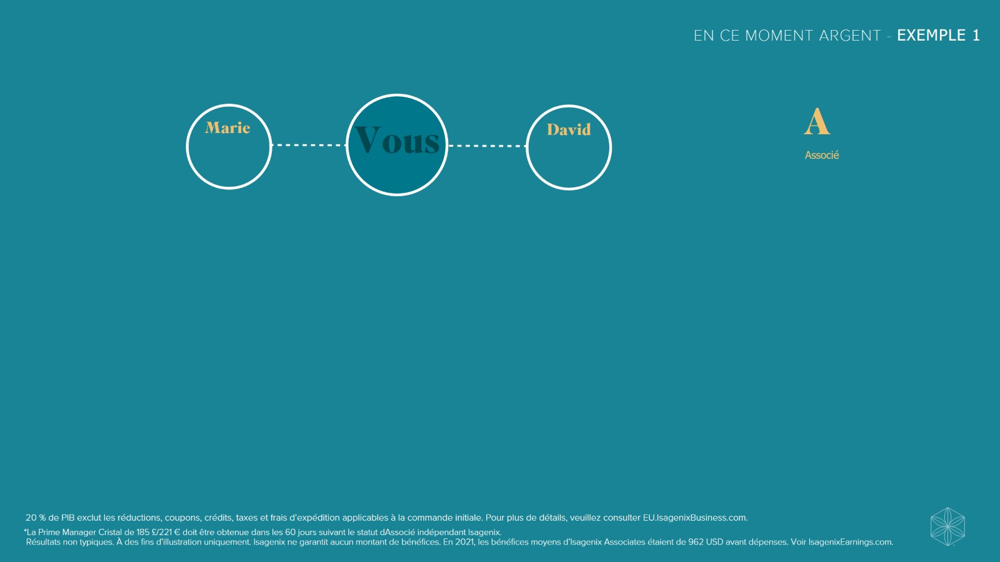 EN CE MOMENT ARGENT - EXEMPLE 1
Marie
Vous
David
A
Associé
20 % de PIB exclut les réductions, coupons, crédits, taxes et frais d'expédition applicables à la commande initiale. Pour plus de détails, veuillez consulter EU.IsagenixBusiness.com.
*La Prime Manager Cristal de 185 £/221 € doit être obtenue dans les 60 jours suivant le statut dAssocié indépendant Isagenix.
Résultats non typiques. À des fins d'illustration uniquement. Isagenix ne garantit aucun montant de bénéfices. En 2021, les bénéfices moyens d'Isagenix Associates étaient de 962 USD avant dépenses. Voir IsagenixEarnings.com.